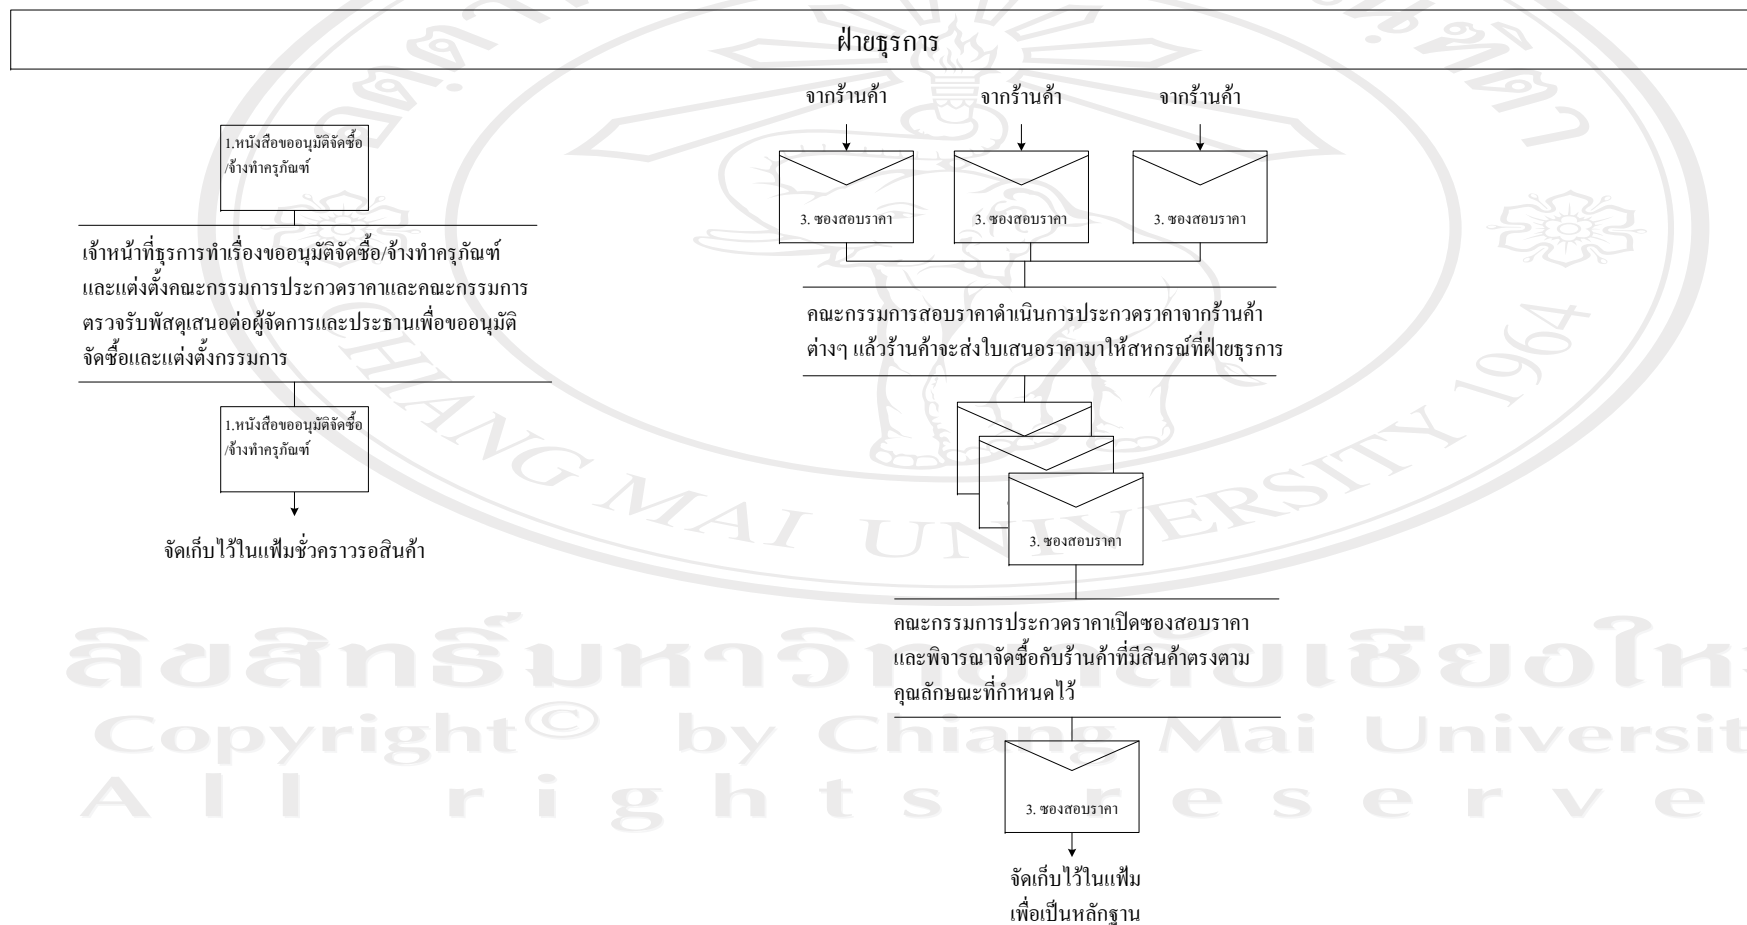 ฝ่ายธุรการ
1.หนังสือขออนุมัติจัดซื้อ
/จ้างทำครุภัณฑ์
เจ้าหน้าที่ธุรการทำเรื่องขออนุมัติจัดซื้อ/จ้างทำครุภัณฑ์
และแต่งตั้งคณะกรรมการประกวดราคาและคณะกรรมการ
ตรวจรับพัสดุเสนอต่อผู้จัดการและประธานเพื่อขออนุมัติ
จัดซื้อและแต่งตั้งกรรมการ
1.หนังสือขออนุมัติจัดซื้อ
/จ้างทำครุภัณฑ์
จัดเก็บไว้ในแฟ้มชั่วคราวรอสินค้า
จากร้านค้า
จากร้านค้า
จากร้านค้า
3. ซองสอบราคา
3. ซองสอบราคา
3. ซองสอบราคา
คณะกรรมการสอบราคาดำเนินการประกวดราคาจากร้านค้า
ต่างๆ แล้วร้านค้าจะส่งใบเสนอราคามาให้สหกรณ์ที่ฝ่ายธุรการ
3. ซองสอบราคา
คณะกรรมการประกวดราคาเปิดซองสอบราคา
และพิจารณาจัดซื้อกับร้านค้าที่มีสินค้าตรงตาม
คุณลักษณะที่กำหนดไว้
3. ซองสอบราคา
จัดเก็บไว้ในแฟ้ม
เพื่อเป็นหลักฐาน
CHIANG MAI UNIVERSITY 1964
ลิขสิทธิ์มหาวิทยาลัยเชียงให
Copyright© by Chiang Mai Universit
All rights reserve